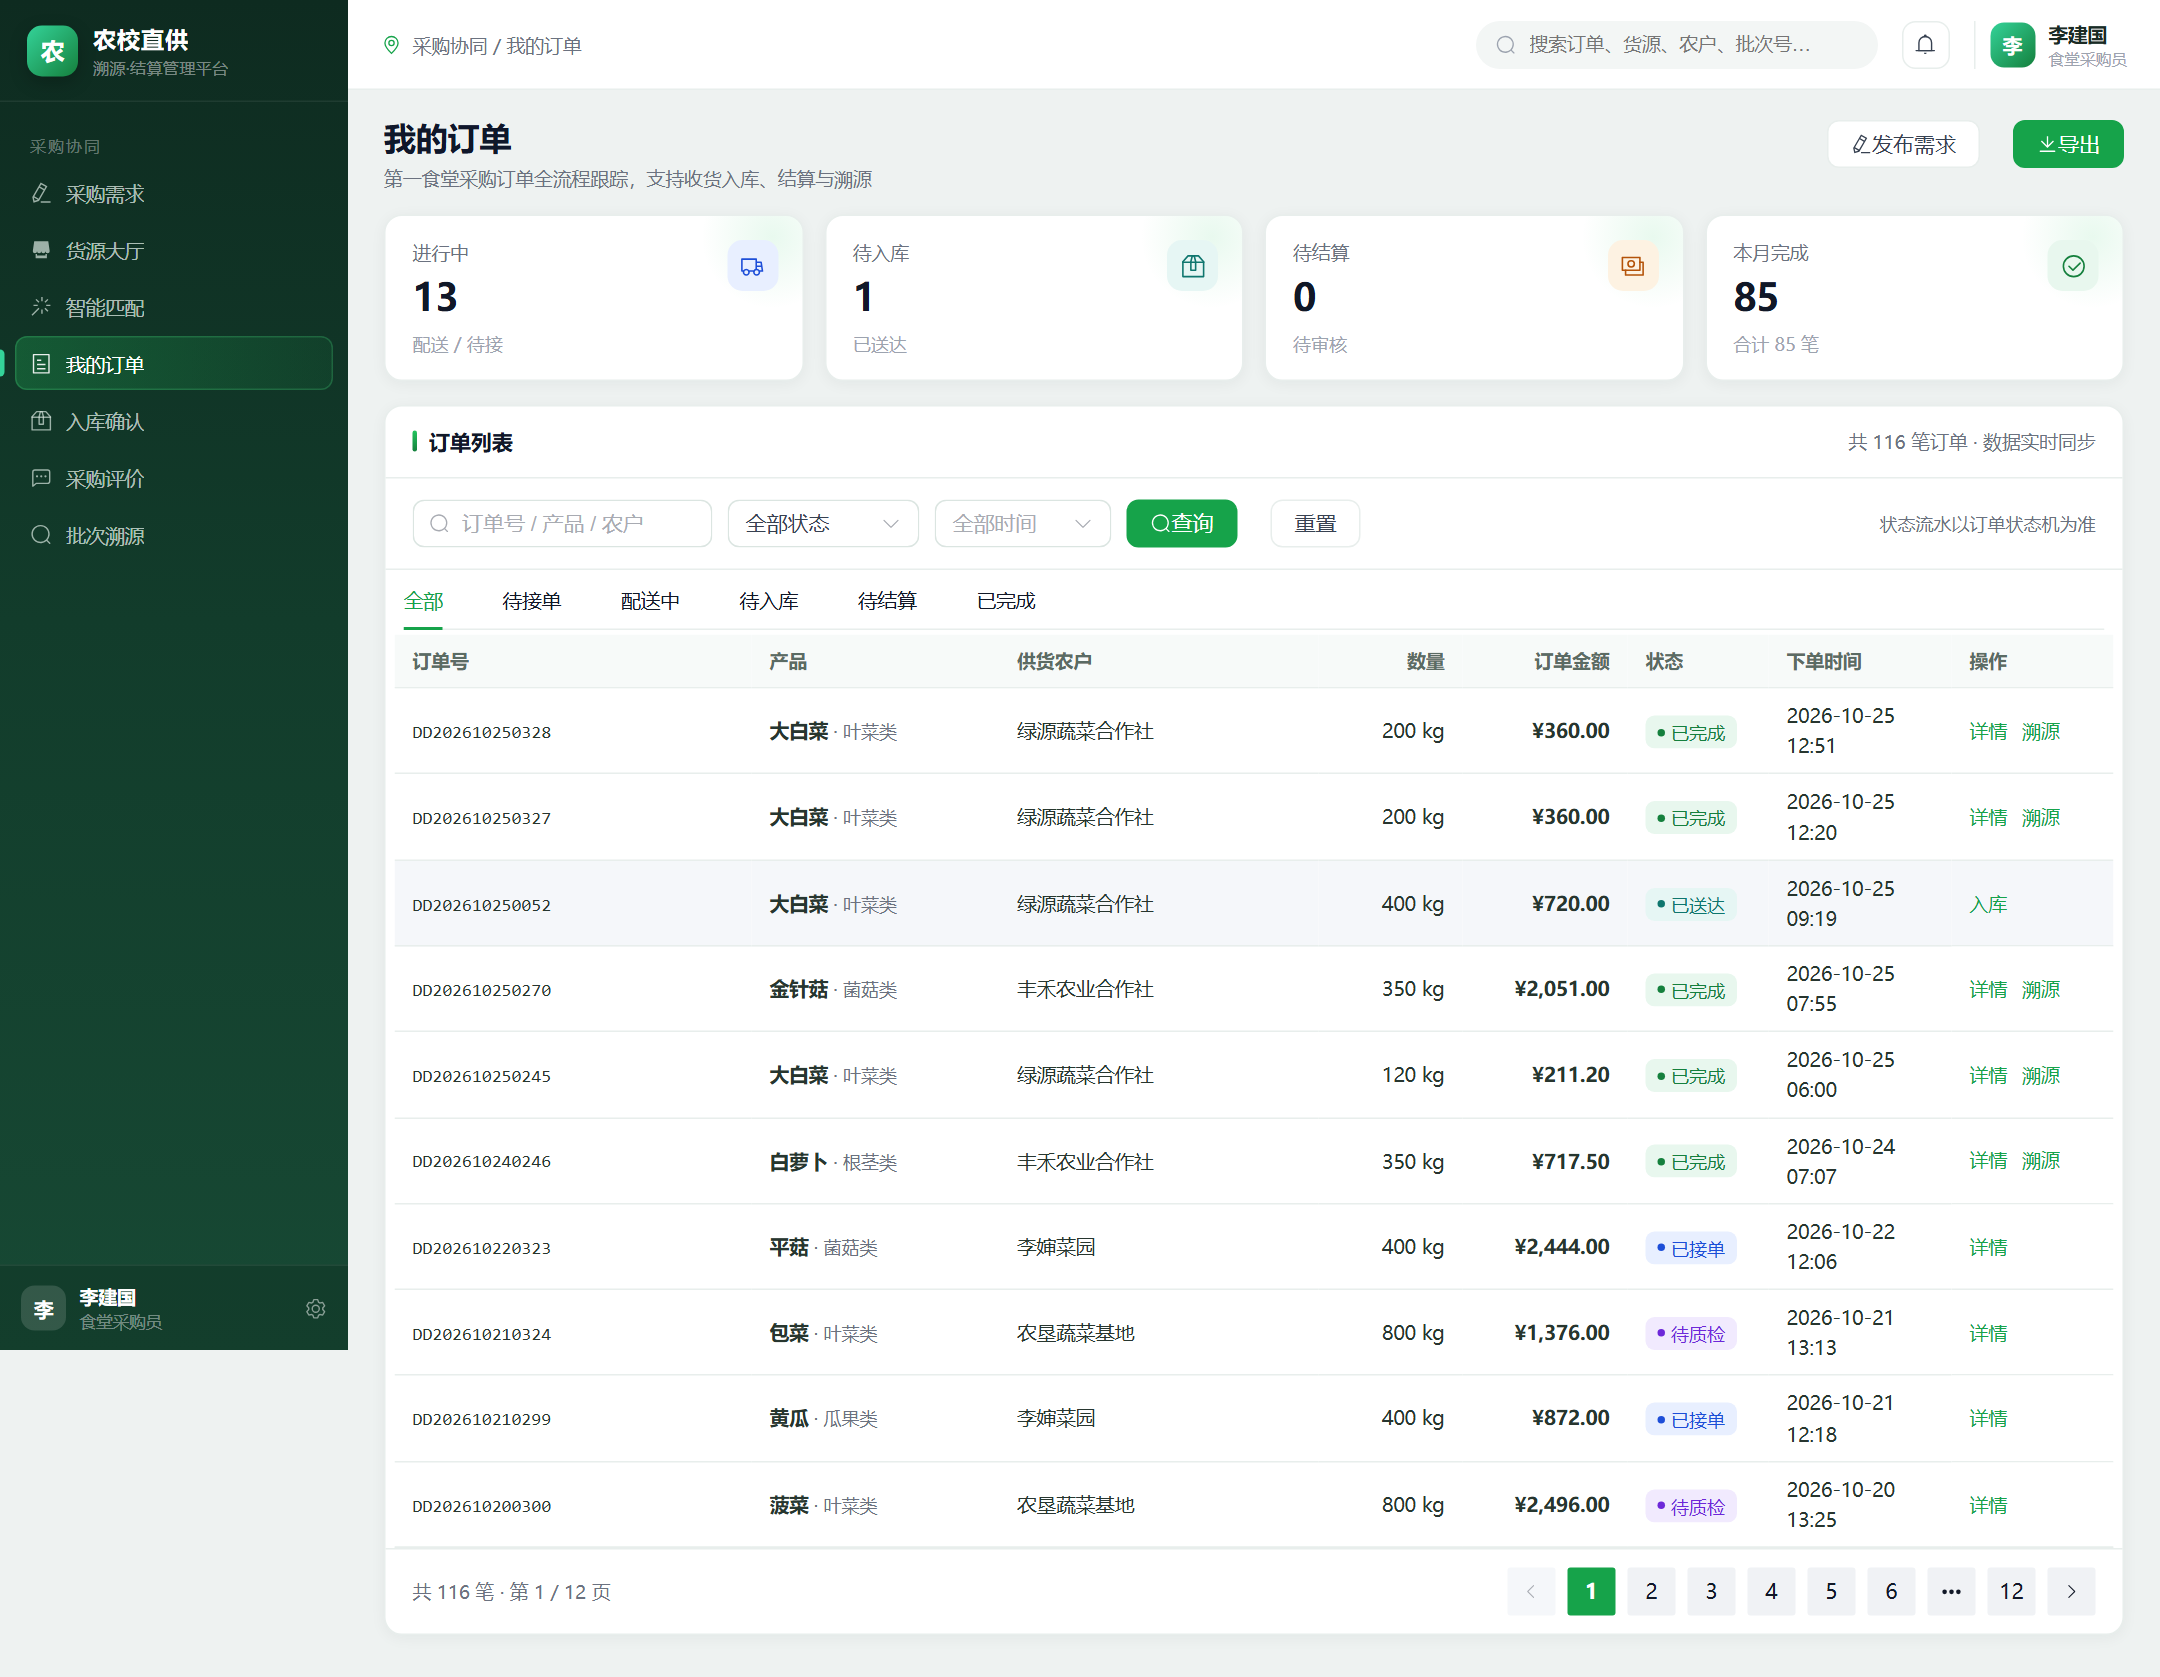 农
农校直供
溯源·结算管理平台
采购协同
采购需求
货源大厅
智能匹配
我的订单
入库确认
采购评价
批次溯源
李
李建国
食堂采购员
采购协同 / 我的订单
搜索订单、货源、农户、批次号...
李
李建国
食堂采购员
我的订单
第一食堂采购订单全流程跟踪，支持收货入库、结算与溯源
发布需求
导出
进行中
13
配送 / 待接
待入库
1
已送达
待结算
0
待审核
本月完成
85
合计 85 笔
订单列表
共 116 笔订单 · 数据实时同步
订单号 / 产品 / 农户
全部状态
全部时间
查询
重置
状态流水以订单状态机为准
全部 待接单 配送中 待入库 待结算 已完成
订单号 产品 供货农户 数量 订单金额 状态 下单时间 操作
DD202610250328 大白菜 · 叶菜类 绿源蔬菜合作社 200 kg ¥360.00 已完成 2026-10-25 12:51 详情 溯源
DD202610250327 大白菜 · 叶菜类 绿源蔬菜合作社 200 kg ¥360.00 已完成 2026-10-25 12:20 详情 溯源
DD202610250052 大白菜 · 叶菜类 绿源蔬菜合作社 400 kg ¥720.00 已送达 2026-10-25 09:19 入库
DD202610250270 金针菇 · 菌菇类 丰禾农业合作社 350 kg ¥2,051.00 已完成 2026-10-25 07:55 详情 溯源
DD202610250245 大白菜 · 叶菜类 绿源蔬菜合作社 120 kg ¥211.20 已完成 2026-10-25 06:00 详情 溯源
DD202610240246 白萝卜 · 根茎类 丰禾农业合作社 350 kg ¥717.50 已完成 2026-10-24 07:07 详情 溯源
DD202610220323 平菇 · 菌菇类 李婶菜园 400 kg ¥2,444.00 已接单 2026-10-22 12:06 详情
DD202610210324 包菜 · 叶菜类 农垦蔬菜基地 800 kg ¥1,376.00 待质检 2026-10-21 13:13 详情
DD202610210299 黄瓜 · 瓜果类 李婶菜园 400 kg ¥872.00 已接单 2026-10-21 12:18 详情
DD202610200300 菠菜 · 叶菜类 农垦蔬菜基地 800 kg ¥2,496.00 待质检 2026-10-20 13:25 详情
共 116 笔 · 第 1 / 12 页
1 2 3 4 5 6 ••• 12